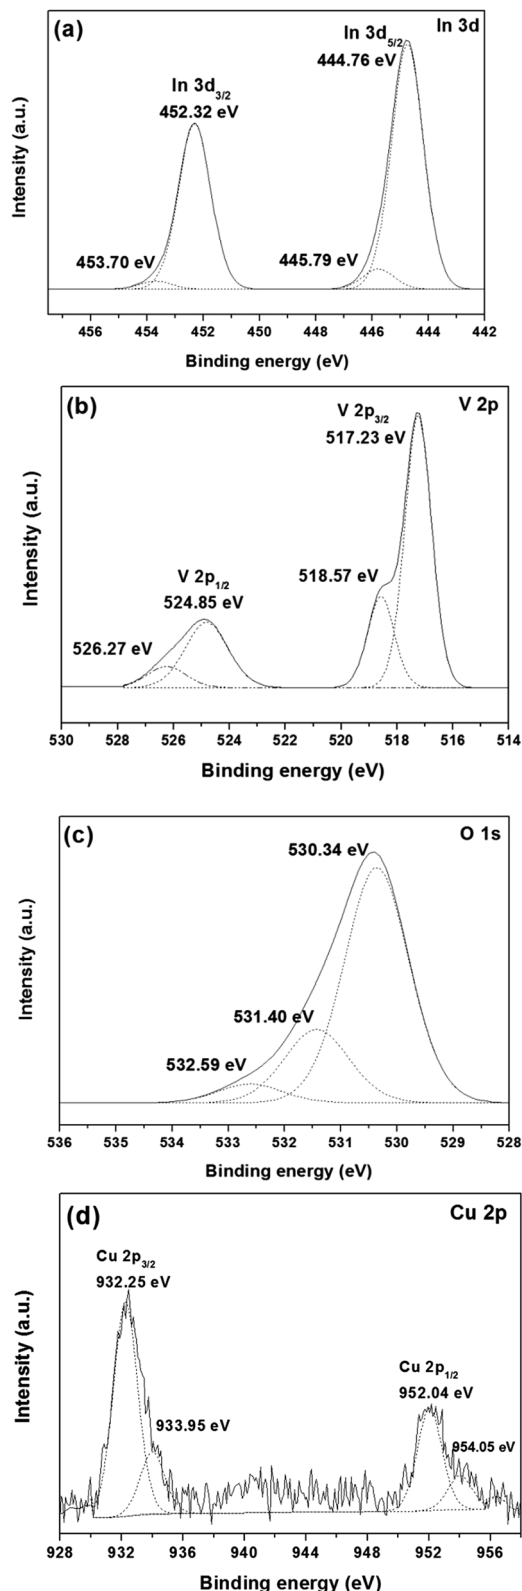 (a)
In 3d
In 3d5/2
444.76 eV
In 3d3/2
452.32 eV
453.70 eV
445.79 eV
Intensity (a.u.)
456 454 452 450 448 446 444 442
Binding energy (eV)
(b)
V 2p
V 2p3/2
517.23 eV
518.57 eV
V 2p1/2
524.85 eV
526.27 eV
Intensity (a.u.)
530 528 526 524 522 520 518 516 514
Binding energy (eV)
(c)
O 1s
530.34 eV
531.40 eV
532.59 eV
Intensity (a.u.)
536 535 534 533 532 531 530 529 528
Binding energy (eV)
(d)
Cu 2p
Cu 2p3/2
932.25 eV
933.95 eV
Cu 2p1/2
952.04 eV
954.05 eV
Intensity (a.u.)
928 932 936 940 944 948 952 956
Binding energy (eV)